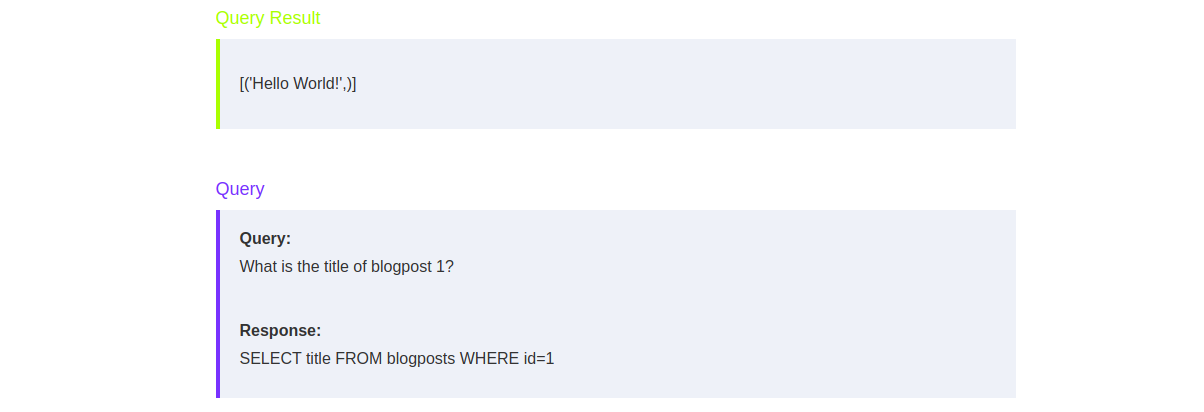 Query Result
[('Hello World!',)]
Query
Query:
What is the title of blogpost 1?
Response:
SELECT title FROM blogposts WHERE id=1